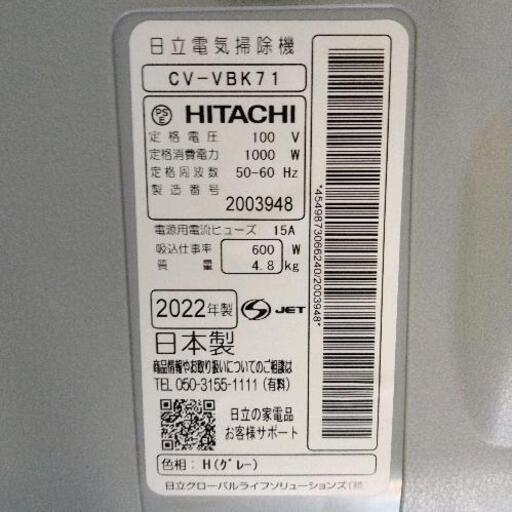 日立電気掃除機
CV-VBK71
PS E HITACHI
定格電圧 100 V
定格消費電力 1000 W
定格周波数 50-60 Hz
製造番号
2003948
電源用電流ヒューズ 15A
吸込仕事率 600 W
質量 4.8 kg
2022年製 S JET
日本製
商品情報やお取り扱いについてのご相談は
TEL 050-3155-1111 (有料)
日立の家電品
お客様サポート
色相: H(グレー)
日立グローバルライフソリューションズ(株)
*4549873066240/2003948*